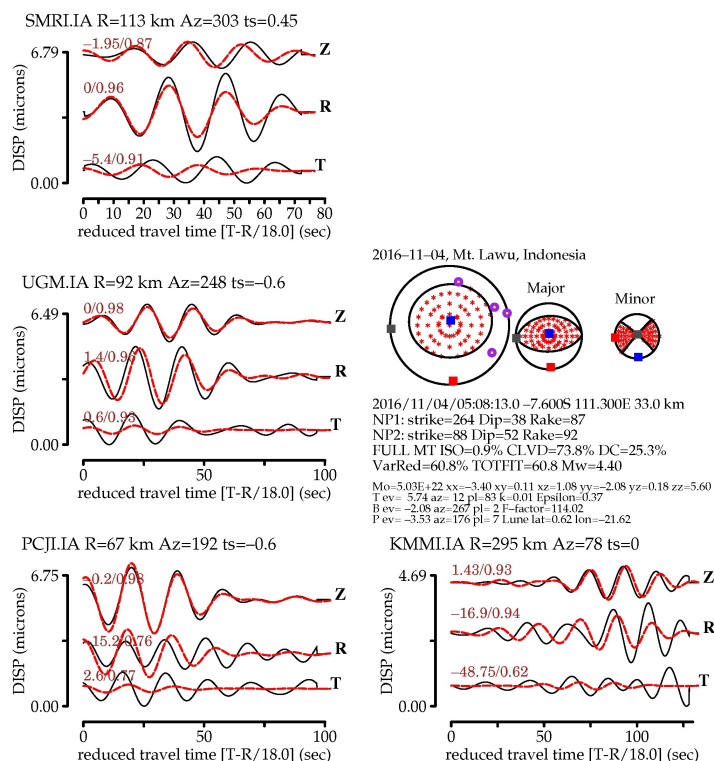 SMRI.IA R=113 km Az=303 ts=0.45
6.79
0.00
DISP (microns)
−1.95/0.87
Z
0/0.96
R
−5.4/0.91
T
0 10 20 30 40 50 60 70 80
reduced travel time [T-R/18.0] (sec)
UGM.IA R=92 km Az=248 ts=−0.6
6.49
0.00
DISP (microns)
0/0.98
Z
R
0.6/0.93
T
0 50 100
reduced travel time [T-R/18.0] (sec)
2016−11−04, Mt. Lawu, Indonesia
Major
Minor
2016/11/04/05:08:13.0 −7.600S 111.300E 33.0 km
NP1: strike=264 Dip=38 Rake=87
NP2: strike=88 Dip=52 Rake=92
FULL MT ISO=0.9% CLVD=73.8% DC=25.3%
VarRed=60.8% TOTFIT=60.8 Mw=4.40
Mo=5.03E+22 xx=−3.40 xy=0.11 xz=1.08 yy=−2.08 yz=0.18 zz=5.60
T ev= 5.74 az= 12 pl=83 k=0.01 Epsilon=0.37
B ev= −2.08 az=267 pl= 2 F−factor=114.02
P ev= −3.53 az=176 pl= 7 Lune lat=0.62 lon=−21.62
PCJI.IA R=67 km Az=192 ts=−0.6
6.75
0.00
DISP (microns)
−0.2/0.98
Z
−15.2/0.76
R
2.6/0.77
T
0 50 100
reduced travel time [T-R/18.0] (sec)
KMMI.IA R=295 km Az=78 ts=0
4.69
0.00
DISP (microns)
1.43/0.93
Z
−16.9/0.94
R
−48.75/0.62
T
0 50 100
reduced travel time [T-R/18.0] (sec)